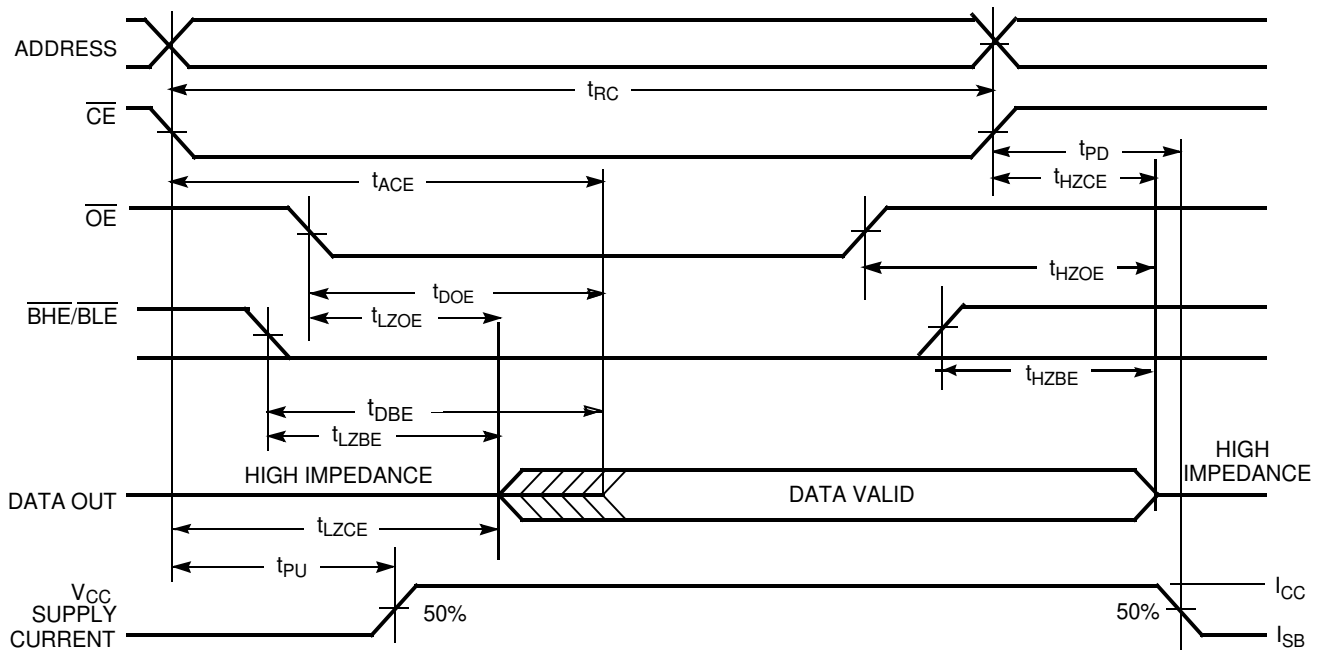 ADDRESS
tRC
CE
tPD
tACE
tHZCE
OE
tHZOE
tDOE
BHE/BLE
tLZOE
tHZBE
tDBE
tLZBE
HIGH IMPEDANCE
HIGH
IMPEDANCE
DATA OUT
DATA VALID
tLZCE
tPU
VCC
SUPPLY
CURRENT
50%
50%
ICC
ISB